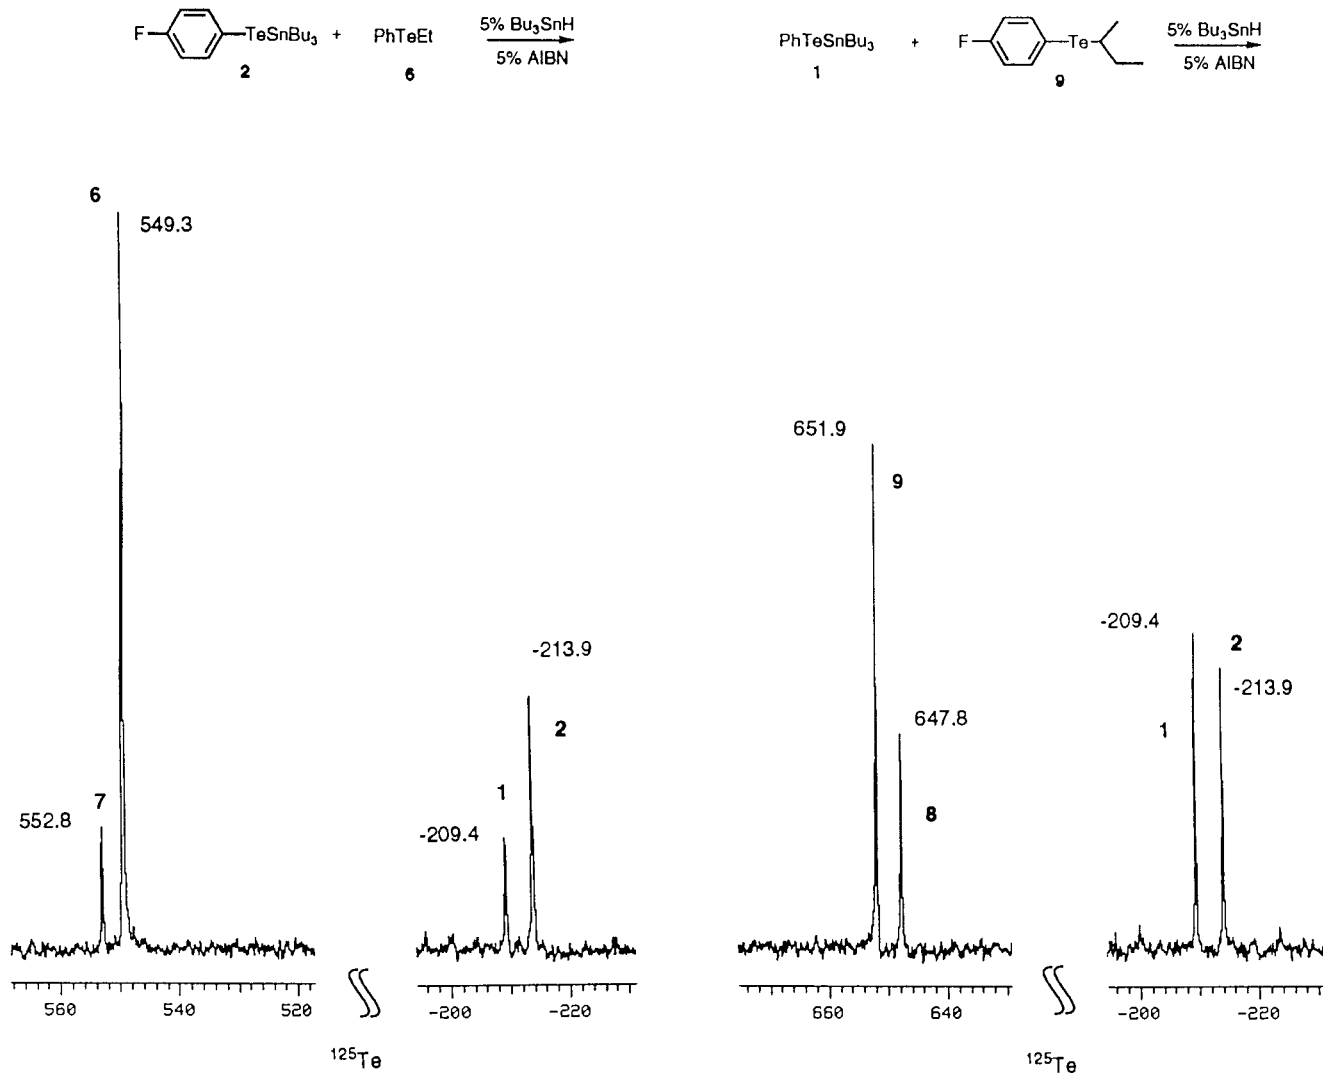 F TeSnBu3 + PhTeEt 5% Bu3SnH
5% AIBN
2 6
PhTeSnBu3 + F Te 5% Bu3SnH
5% AIBN
1 9
6
549.3
7
552.8
-213.9
2
1
-209.4
560 540 520 -200 -220
125Te
651.9
9
647.8
8
-209.4
2
-213.9
1
660 640 -200 -220
125Te